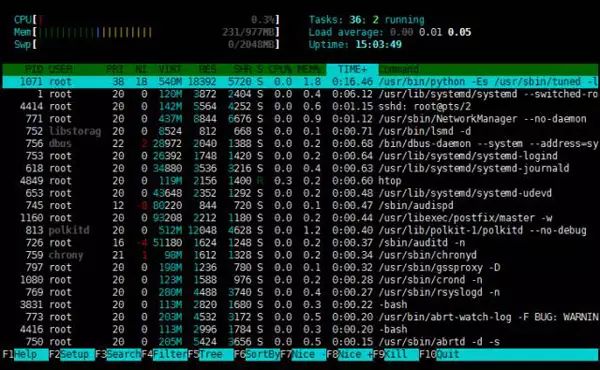 CPU[ 0.3%] Tasks: 36; 2 running
Mem[ 231/977MB] Load average: 0.00 0.01 0.05
Swp[ 0/2048MB] Uptime: 15:03:49
PID USER PRI NI VIRT RES SHR S CPU% MEM% TIME+ Command
1071 root 38 18 540M 18392 5720 S 0.0 1.8 0:16.46 /usr/bin/python -Es /usr/sbin/tuned -l
1 root 20 0 120M 3872 2404 S 0.0 0.4 0:06.12 /usr/lib/systemd/systemd --switched-ro
4414 root 20 0 142M 5564 4252 S 0.0 0.6 0:01.15 sshd: root@pts/2
771 root 20 0 437M 8844 6676 S 0.0 0.9 0:01.12 /usr/sbin/NetworkManager --no-daemon
752 libstorag 20 0 8524 812 668 S 0.0 0.1 0:00.71 /usr/bin/lsmd -d
756 dbus 22 2 28972 2040 1388 S 0.0 0.2 0:00.68 /bin/dbus-daemon --system --address=sy
753 root 20 0 26392 1748 1420 S 0.0 0.2 0:00.64 /usr/lib/systemd/systemd-logind
618 root 20 0 34880 3536 3216 S 0.0 0.4 0:00.63 /usr/lib/systemd/systemd-journald
4849 root 20 0 119M 2156 1400 R 0.3 0.2 0:00.60 htop
653 root 20 0 43648 2352 1292 S 0.0 0.2 0:00.58 /usr/lib/systemd/systemd-udevd
745 root 12 -8 80220 844 720 S 0.0 0.1 0:00.47 /sbin/audispd
1160 root 20 0 93208 2212 1180 S 0.0 0.2 0:00.44 /usr/libexec/postfix/master -w
813 polkitd 20 0 512M 12048 4628 S 0.0 1.2 0:00.40 /usr/lib/polkit-1/polkitd --no-debug
726 root 16 -4 51180 1624 1248 S 0.0 0.2 0:00.37 /sbin/auditd -n
759 chrony 21 1 98M 1612 1328 S 0.0 0.2 0:00.34 /usr/sbin/chronyd
797 root 20 0 198M 1236 780 S 0.0 0.1 0:00.32 /usr/sbin/gssproxy -D
1080 root 20 0 123M 1588 976 S 0.0 0.2 0:00.28 /usr/sbin/crond -n
769 root 20 0 280M 4488 3740 S 0.0 0.4 0:00.27 /usr/sbin/rsyslogd -n
3831 root 20 0 113M 2820 1680 S 0.0 0.3 0:00.22 -bash
773 root 20 0 203M 4532 3172 S 0.0 0.5 0:00.21 /usr/bin/abrt-watch-log -F BUG: WARNIN
4416 root 20 0 113M 2996 1784 S 0.0 0.3 0:00.21 -bash
750 root 20 0 205M 5424 3656 S 0.0 0.5 0:00.20 /usr/sbin/abrtd -d -s
F1Help F2Setup F3Search F4Filter F5Tree F6SortBy F7Nice - F8Nice + F9Kill F10Quit